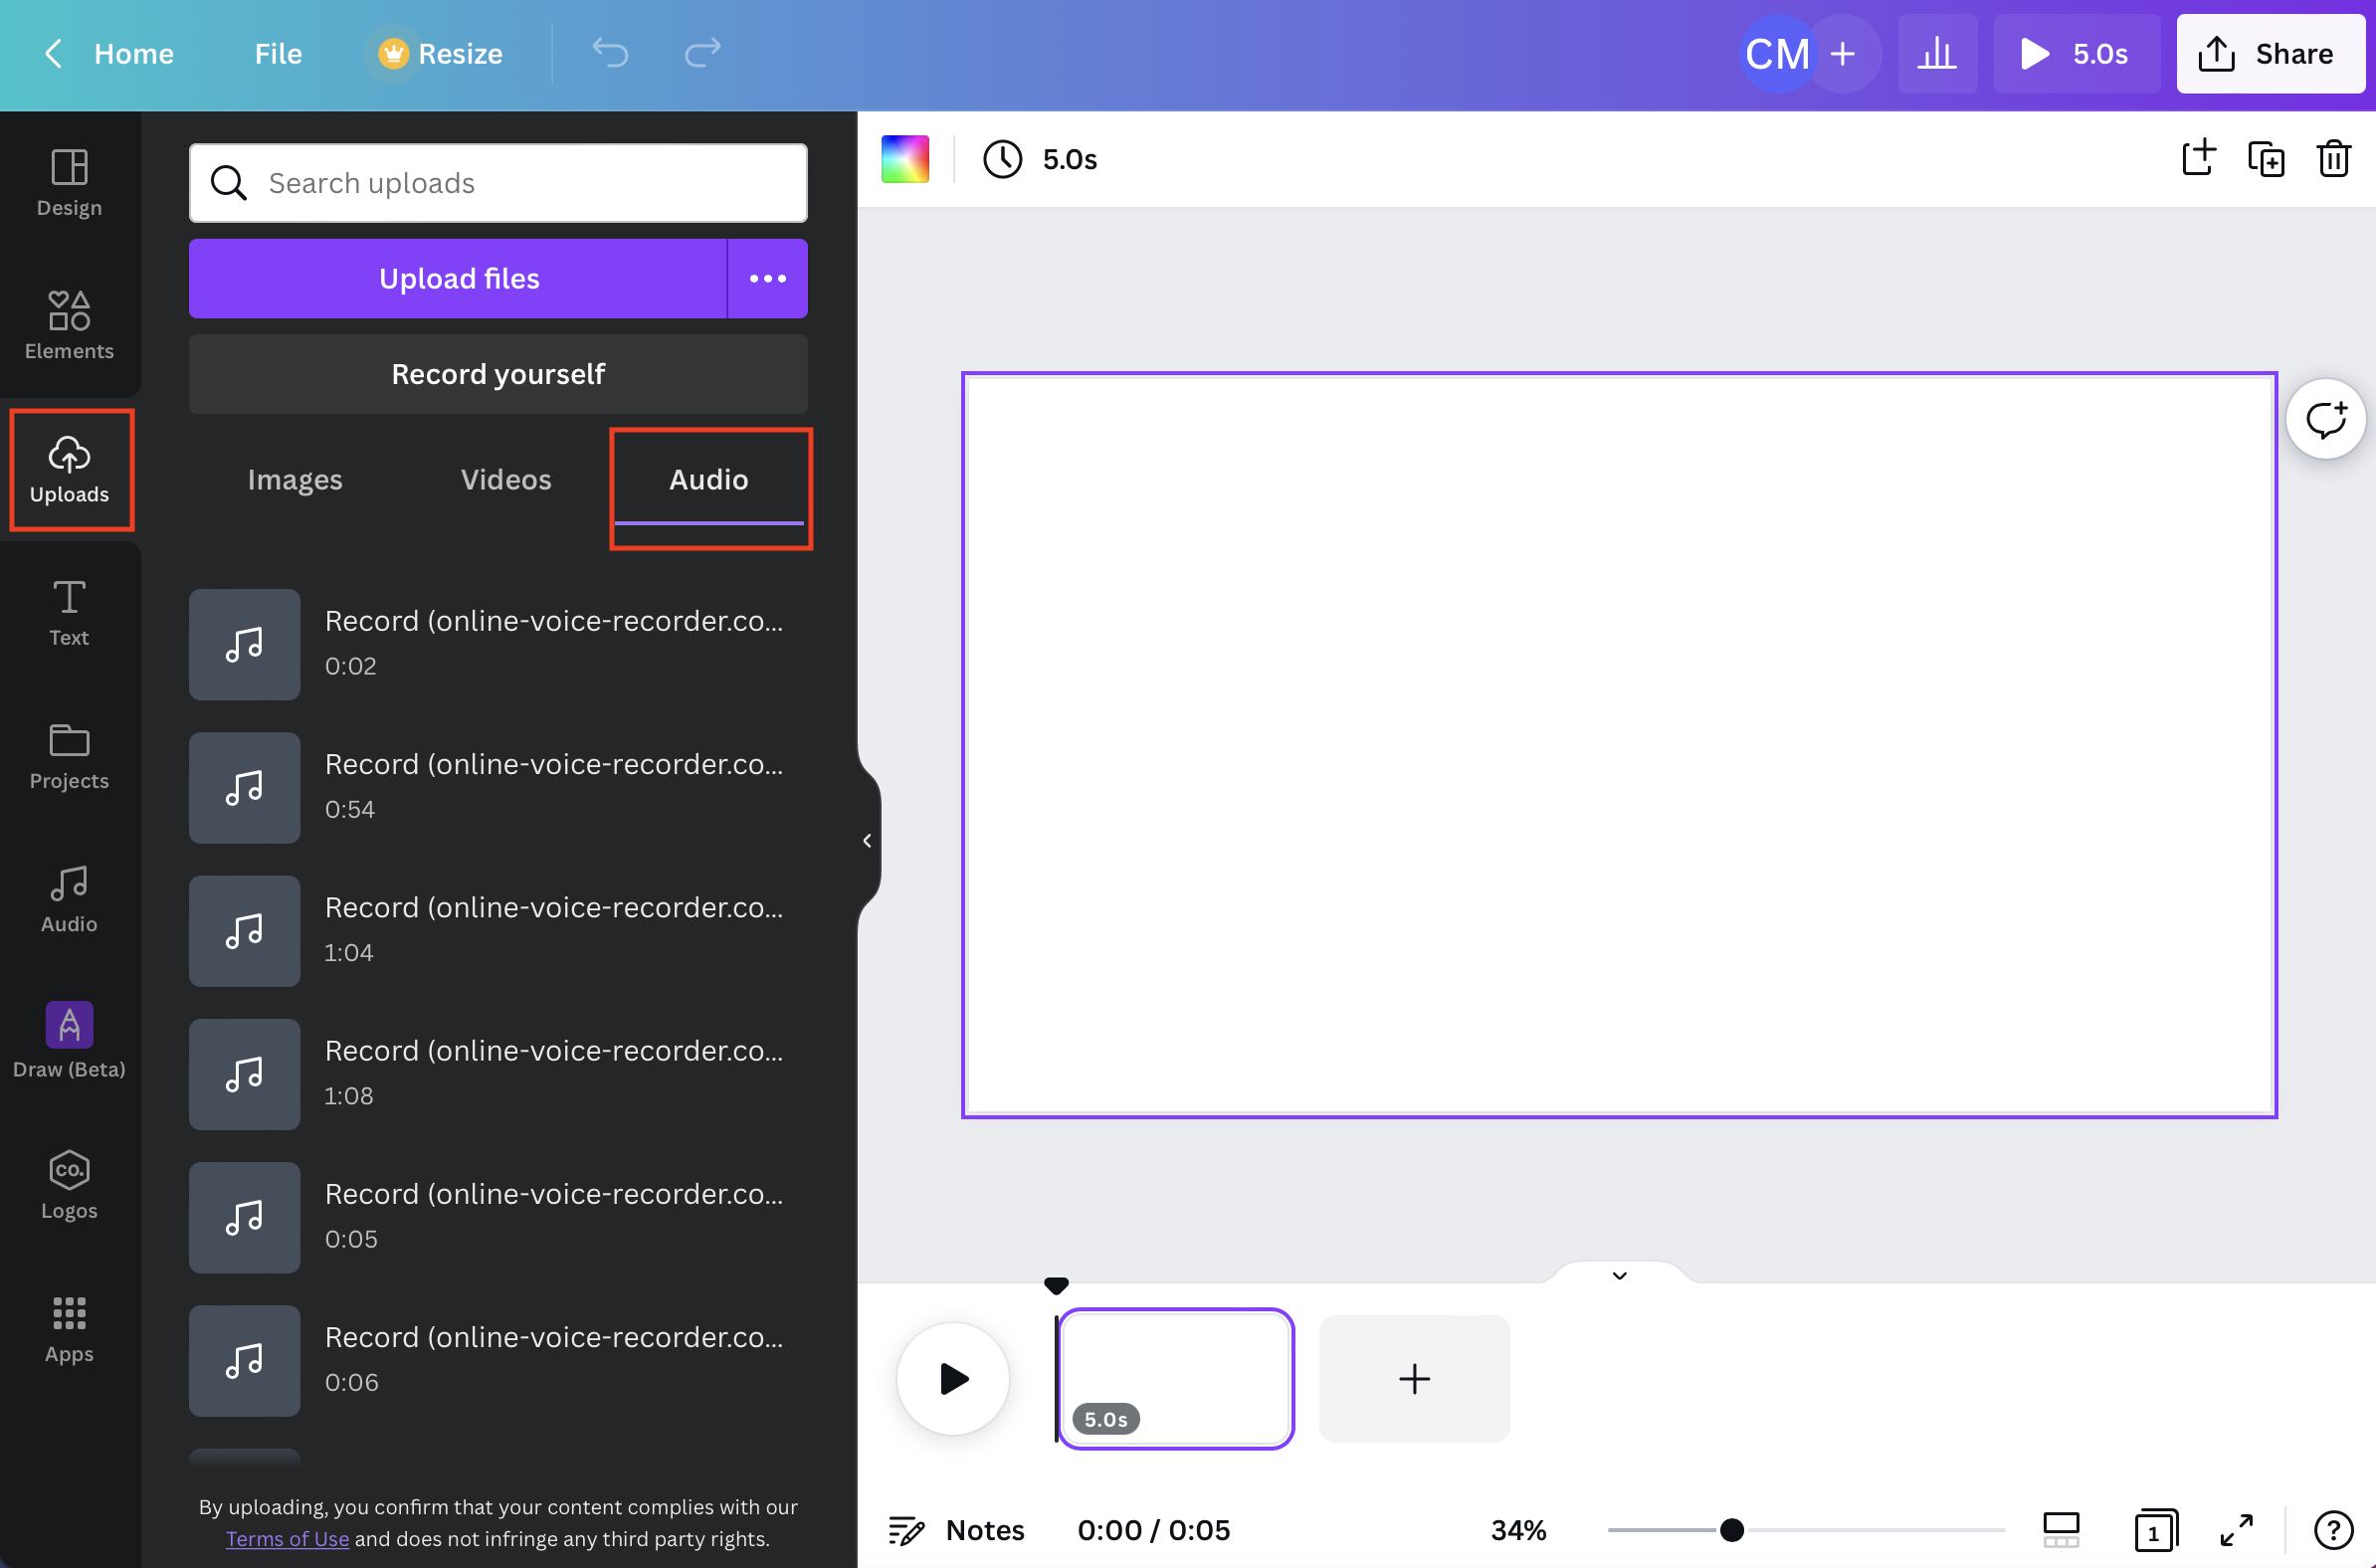 Home
File
Resize
CM
5.0s
Share
Design
Elements
Uploads
Text
Projects
Audio
Draw (Beta)
co.
Logos
Apps
Search uploads
Upload files
Record yourself
Images
Videos
Audio
Record (online-voice-recorder.co...
0:02
Record (online-voice-recorder.co...
0:54
Record (online-voice-recorder.co...
1:04
Record (online-voice-recorder.co...
1:08
Record (online-voice-recorder.co...
0:05
Record (online-voice-recorder.co...
0:06
By uploading, you confirm that your content complies with our
Terms of Use and does not infringe any third party rights.
5.0s
5.0s
Notes
0:00 / 0:05
34%
1
?